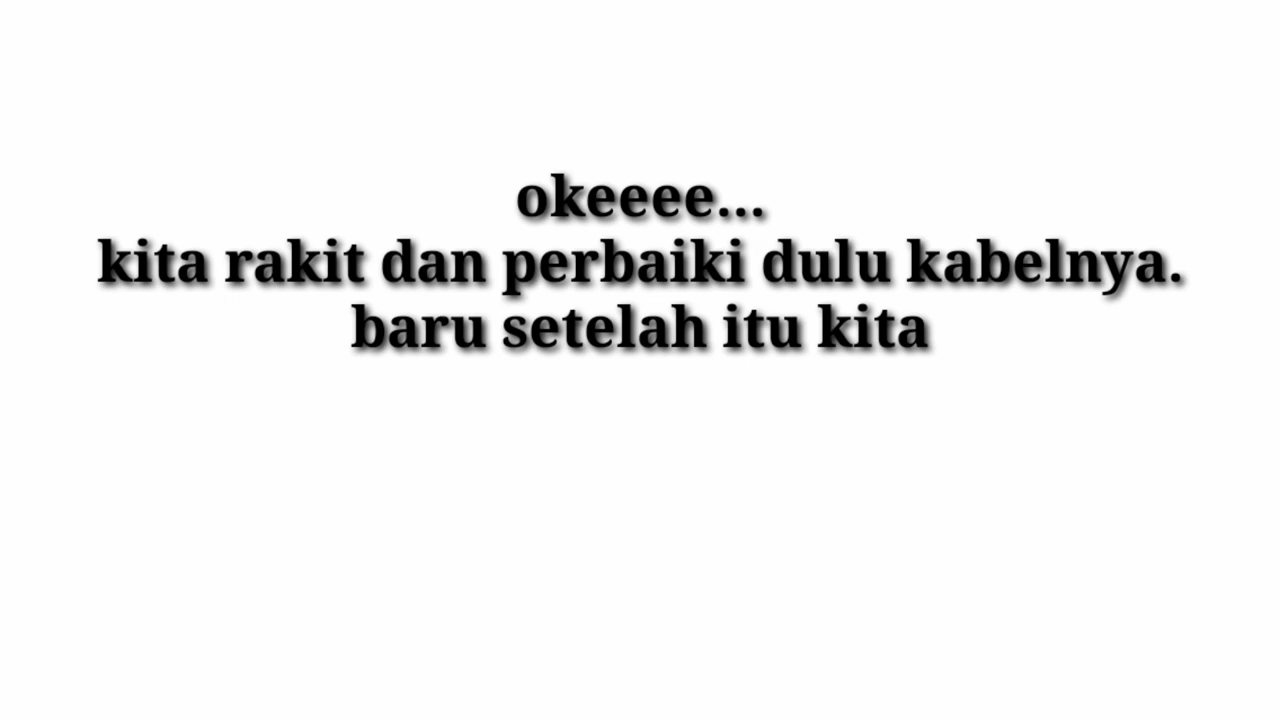 okeeee...
kita rakit dan perbaiki dulu kabelnya.
baru setelah itu kita